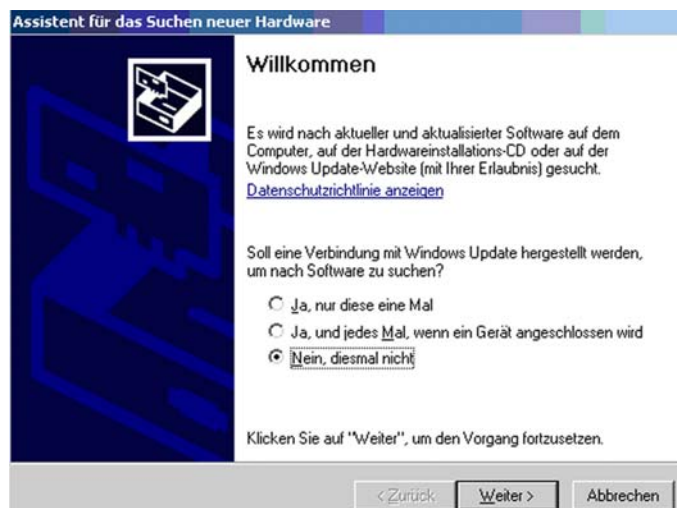 Assistent für das Suchen neuer Hardware
Willkommen
Es wird nach aktueller und aktualisierter Software auf dem
Computer, auf der Hardwareinstallations-CD oder auf der
Windows Update-Website (mit Ihrer Erlaubnis) gesucht.
Datenschutzrichtlinie anzeigen
Soll eine Verbindung mit Windows Update hergestellt werden,
um nach Software zu suchen?
Ja, nur diese eine Mal
Ja, und jedes Mal, wenn ein Gerät angeschlossen wird
Nein, diesmal nicht
Klicken Sie auf "Weiter", um den Vorgang fortzusetzen.
< Zurück Weiter > Abbrechen